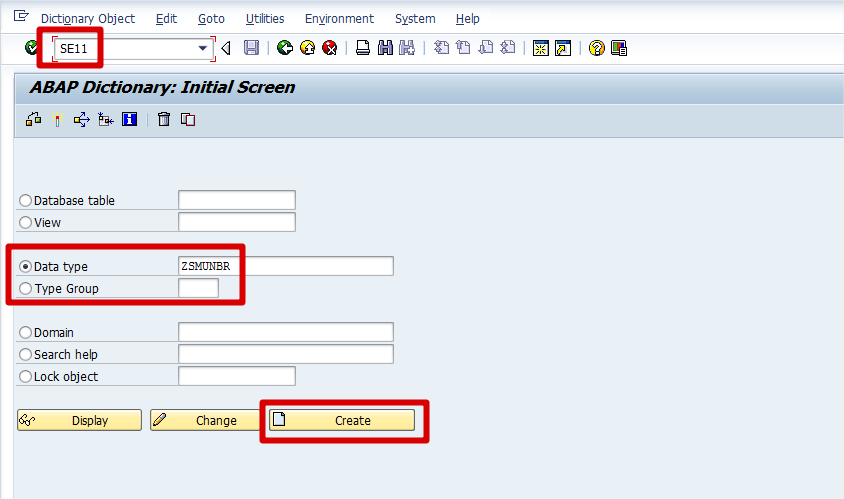 Dictionary Object Edit Goto Utilities Environment System Help
SE11
ABAP Dictionary: Initial Screen
Database table
View
Data type ZSMUNBR
Type Group
Domain
Search help
Lock object
Display Change Create